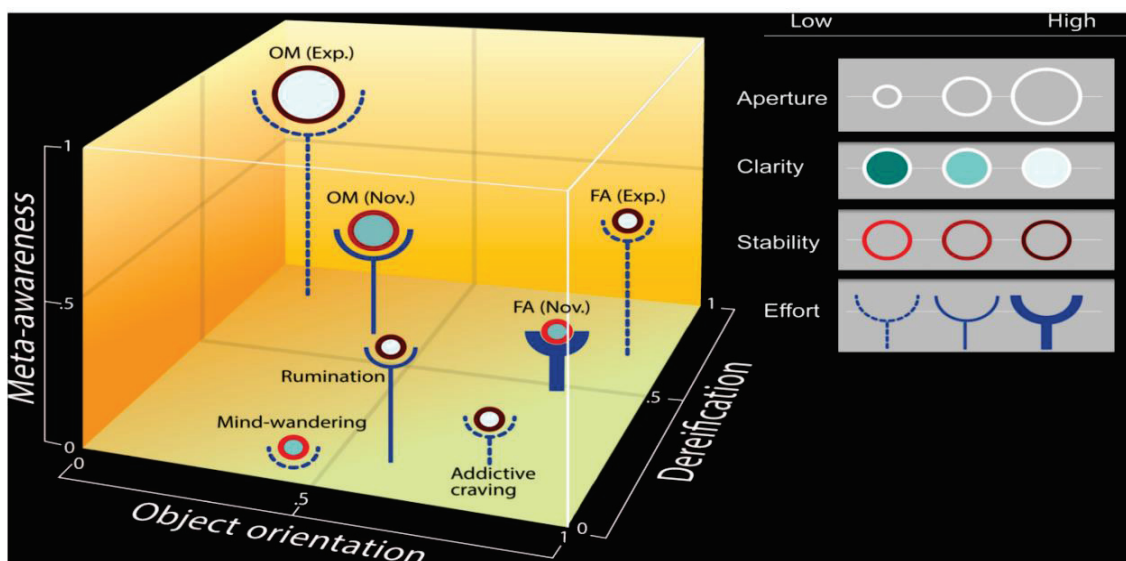 Low High
OM (Exp.)
Aperture
Clarity
1
OM (Nov.)
FA (Exp.)
Stability
Meta-awareness
.5
FA (Nov.)
1
Effort
Rumination
.5
Mind-wandering
Dereification
0
0
Addictive
craving
.5
Object orientation
1
0